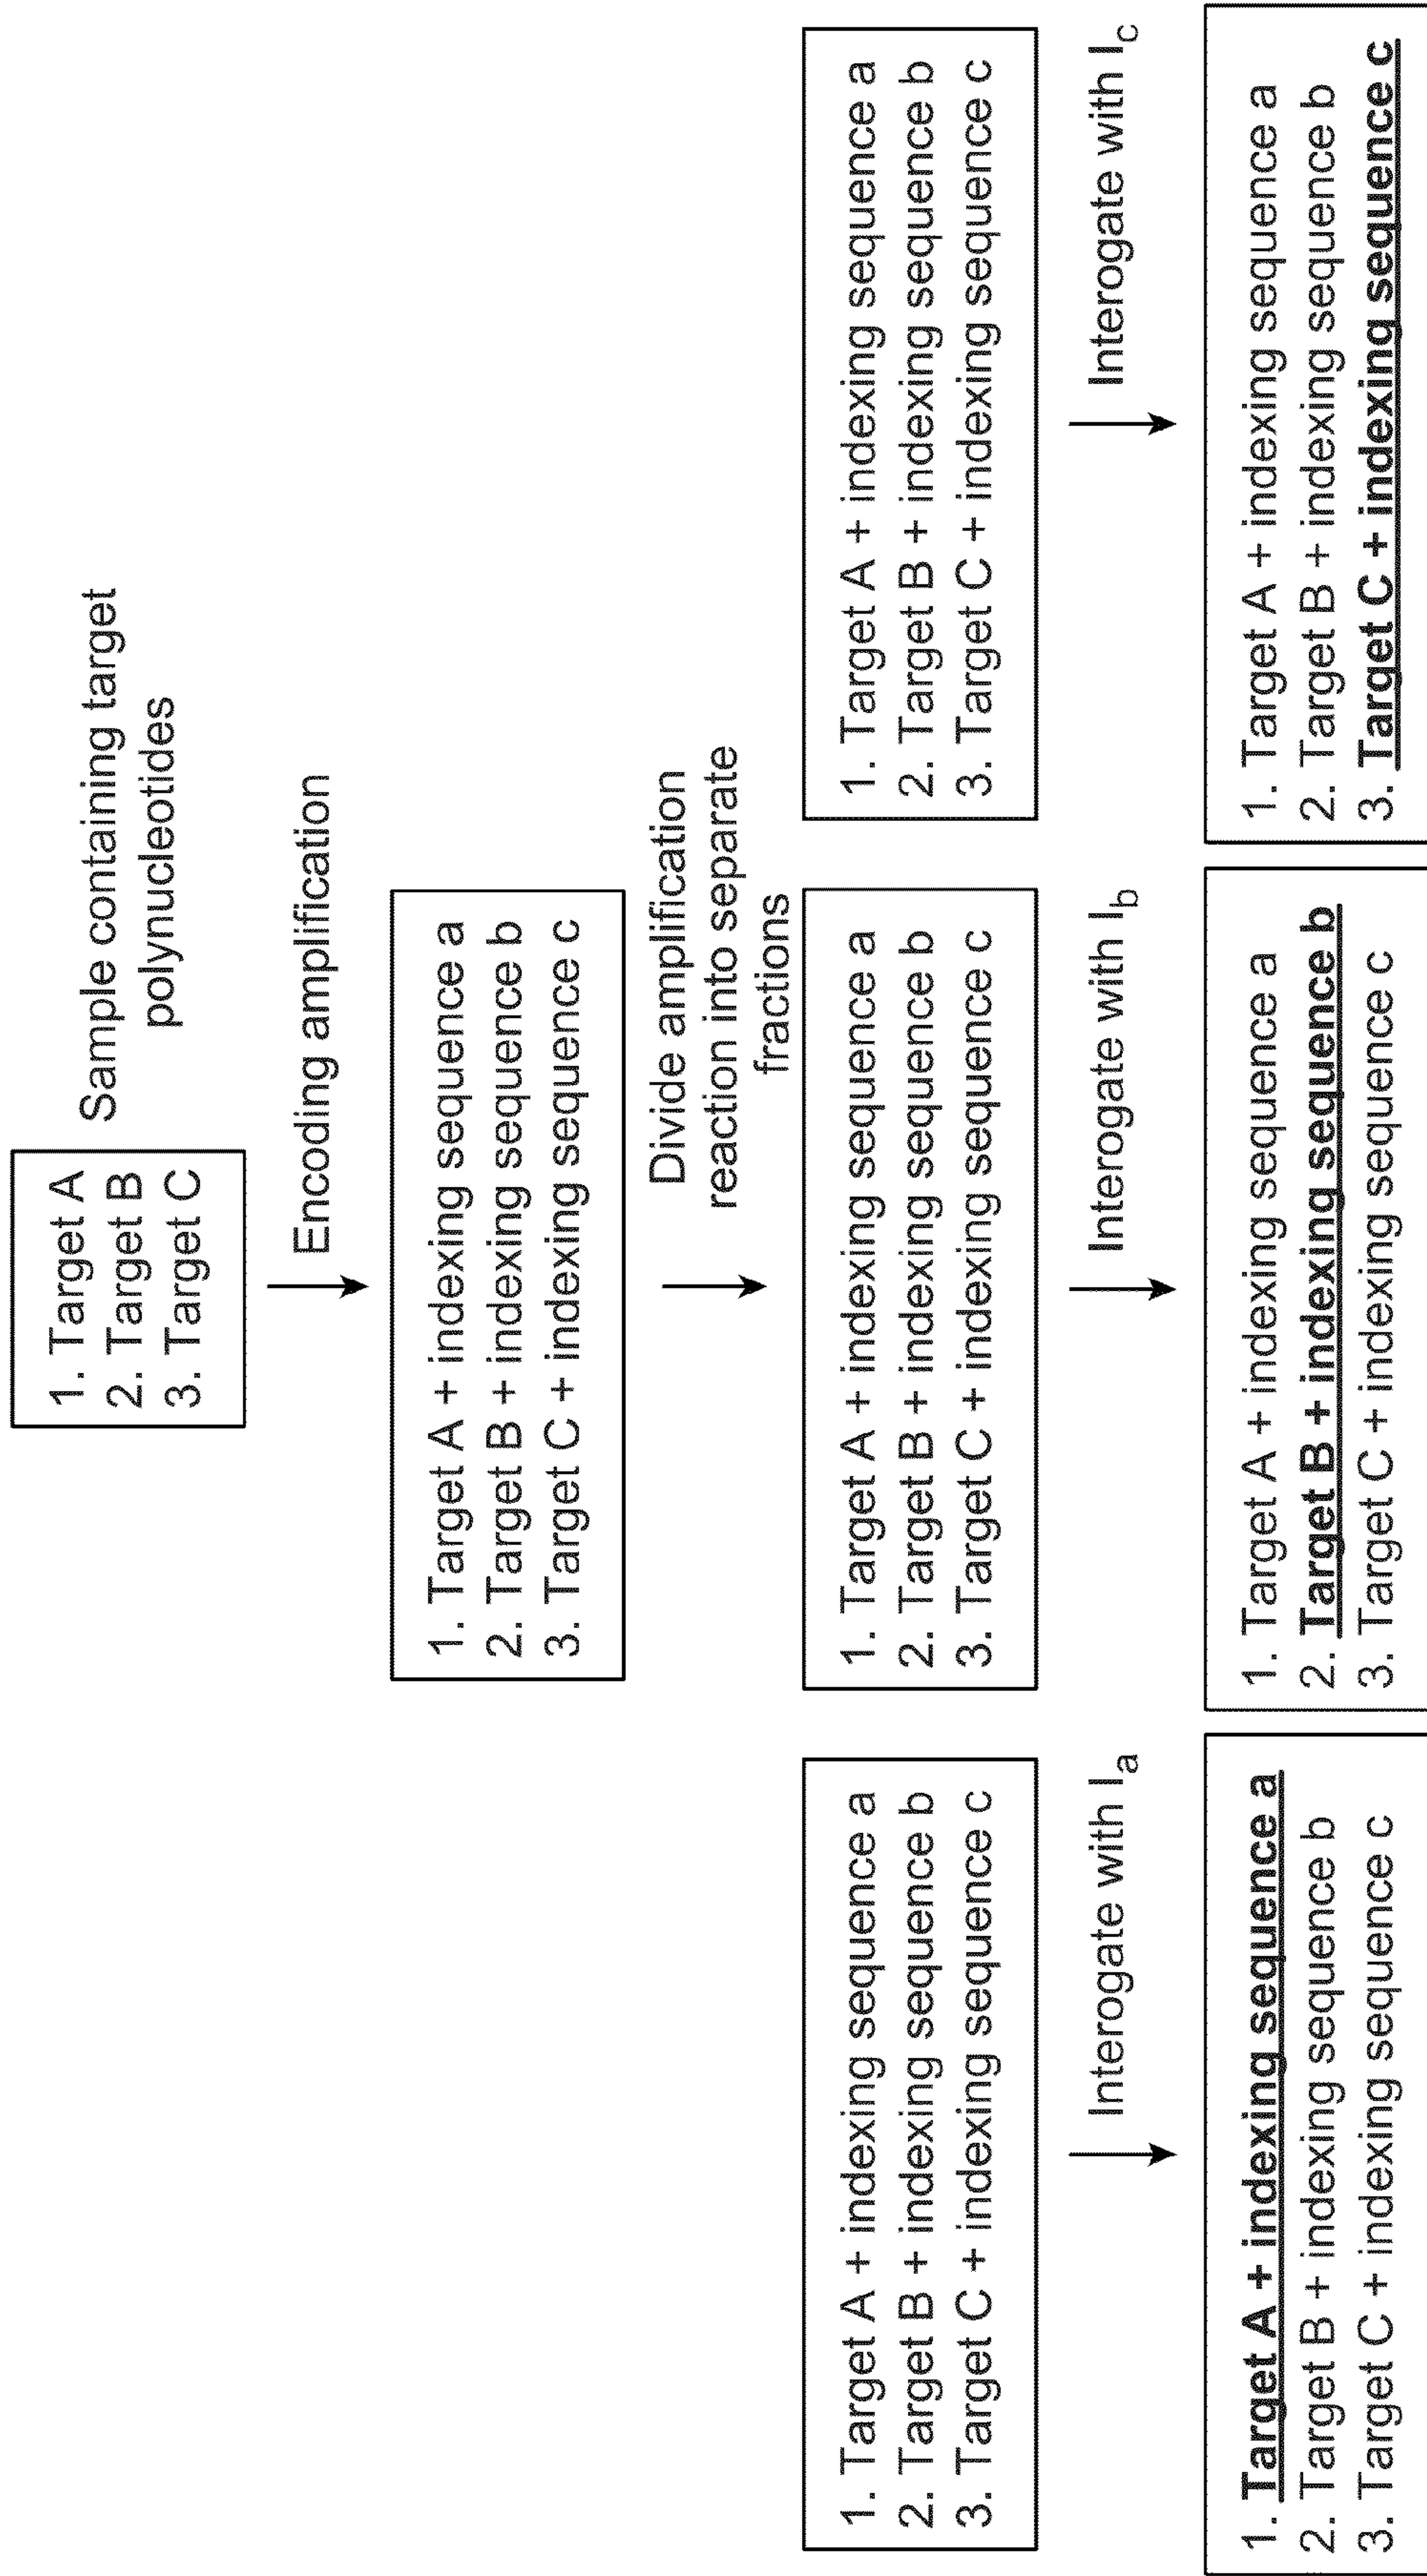 1. Target A
2. Target B
3. Target C
Sample containing target
polynucleotides
Encoding amplification
1. Target A + indexing sequence a
2. Target B + indexing sequence b
3. Target C + indexing sequence c
Divide amplification
reaction into separate
fractions
1. Target A + indexing sequence a
2. Target B + indexing sequence b
3. Target C + indexing sequence c
1. Target A + indexing sequence a
2. Target B + indexing sequence b
3. Target C + indexing sequence c
1. Target A + indexing sequence a
2. Target B + indexing sequence b
3. Target C + indexing sequence c
Interogate with Ia
Interogate with Ib
Interogate with Ic
1. Target A + indexing sequence a
2. Target B + indexing sequence b
3. Target C + indexing sequence c
1. Target A + indexing sequence a
2. Target B + indexing sequence b
3. Target C + indexing sequence c
1. Target A + indexing sequence a
2. Target B + indexing sequence b
3. Target C + indexing sequence c